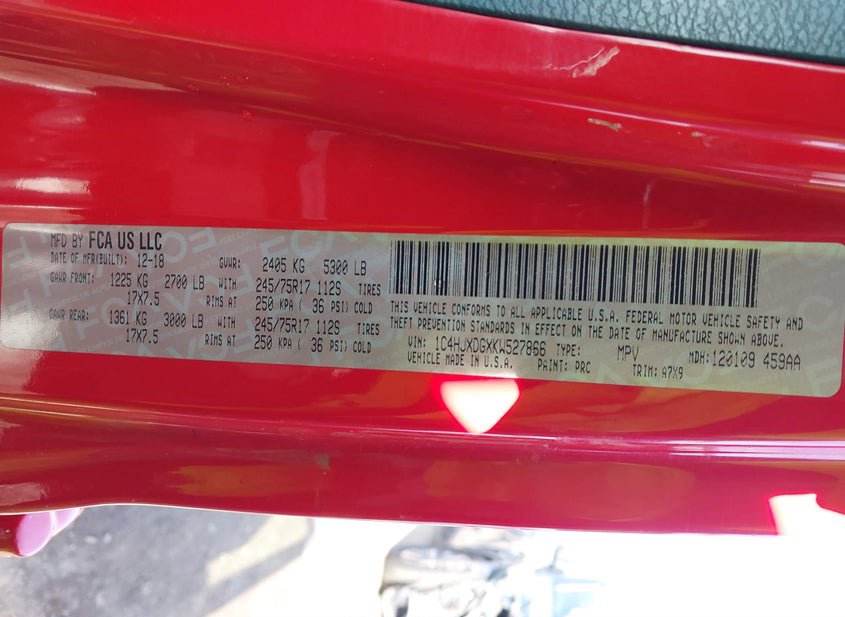 MFD BY FCA US LLC
DATE OF MFR(BUILT): 12-18 GVWR: 2405 KG 5300 LB
GAWR FRONT: 1225 KG 2700 LB WITH 245/75R17 112S TIRES
17X7.5 RIMS AT 250 KPA ( 36 PSI) COLD
GAWR REAR: 1361 KG 3000 LB WITH 245/75R17 112S TIRES
17X7.5 RIMS AT 250 KPA ( 36 PSI) COLD
THIS VEHICLE CONFORMS TO ALL APPLICABLE U.S.A. FEDERAL MOTOR VEHICLE SAFETY AND
THEFT PREVENTION STANDARDS IN EFFECT ON THE DATE OF MANUFACTURE SHOWN ABOVE.
VIN: 1C4HJXDGXKW527866 TYPE: MPV MDH: 120109 459AA
VEHICLE MADE IN U.S.A. PAINT: PRC TRIM: A7X9